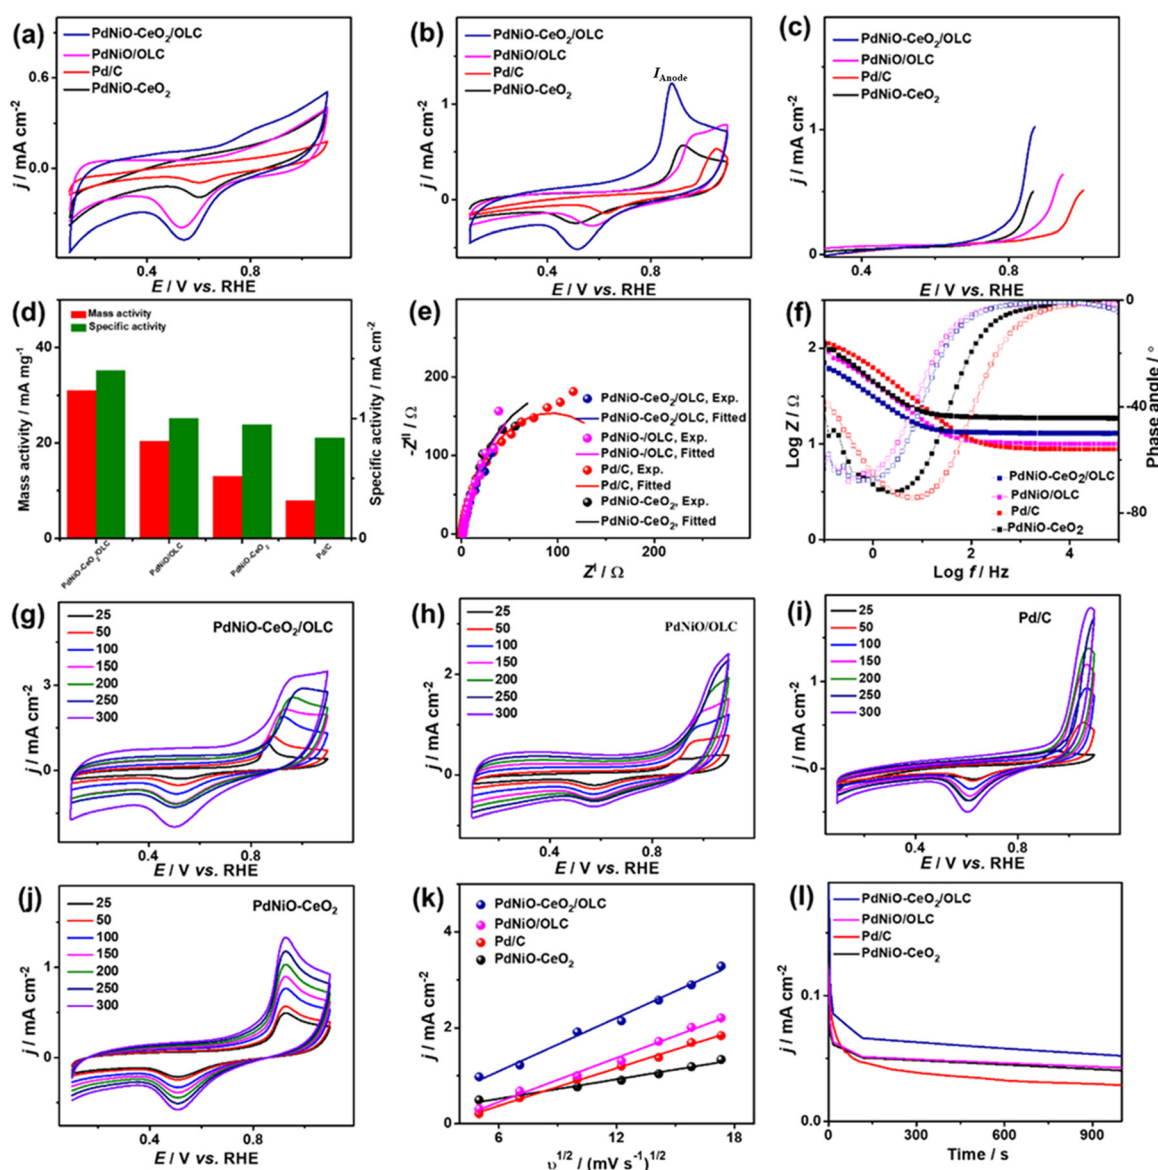 (a)
PdNiO-CeO₂/OLC
PdNiO/OLC
Pd/C
PdNiO-CeO₂
0.6
0.0
j / mA cm⁻²
0.4
0.8
E / V vs. RHE
(b)
PdNiO-CeO₂/OLC
PdNiO/OLC
Pd/C
PdNiO-CeO₂
I_Anode
1
0
j / mA cm⁻²
0.4
0.8
E / V vs. RHE
(c)
PdNiO-CeO₂/OLC
PdNiO/OLC
Pd/C
PdNiO-CeO₂
1
0
j / mA cm⁻²
0.4
0.8
E / V vs. RHE
(d)
Mass activity
Specific activity
40
20
0
1
0
Mass activity / mA mg⁻¹
Specific activity / mA cm⁻²
PdNiO-CeO₂/OLC
PdNiO/OLC
PdNiO-CeO₂
Pd/C
(e)
200
100
0
-Zᴵᴵ / Ω
PdNiO-CeO₂/OLC, Exp.
PdNiO-CeO₂/OLC, Fitted
PdNiO-/OLC, Exp.
PdNiO-/OLC, Fitted
Pd/C, Exp.
Pd/C, Fitted
PdNiO-CeO₂, Exp.
PdNiO-CeO₂, Fitted
0
100
200
Zᴵ / Ω
(f)
2
1
0
0
-40
-80
Log Z / Ω
Phase angle / °
PdNiO-CeO₂/OLC
PdNiO/OLC
Pd/C
PdNiO-CeO₂
0
2
4
Log f / Hz
(g)
PdNiO-CeO₂/OLC
25
50
100
150
200
250
300
3
0
j / mA cm⁻²
0.4
0.8
E / V vs. RHE
(h)
PdNiO/OLC
25
50
100
150
200
250
300
2
0
j / mA cm⁻²
0.4
0.8
E / V vs. RHE
(i)
Pd/C
25
50
100
150
200
250
300
1
0
j / mA cm⁻²
0.4
0.8
E / V vs. RHE
(j)
PdNiO-CeO₂
25
50
100
150
200
250
300
1
0
j / mA cm⁻²
0.4
0.8
E / V vs. RHE
(k)
PdNiO-CeO₂/OLC
PdNiO/OLC
Pd/C
PdNiO-CeO₂
4
2
0
j / mA cm⁻²
6
12
18
υ¹ᐟ² / (mV s⁻¹)¹ᐟ²
(l)
PdNiO-CeO₂/OLC
PdNiO/OLC
Pd/C
PdNiO-CeO₂
0.1
0.0
j / mA cm⁻²
0
300
600
900
Time / s